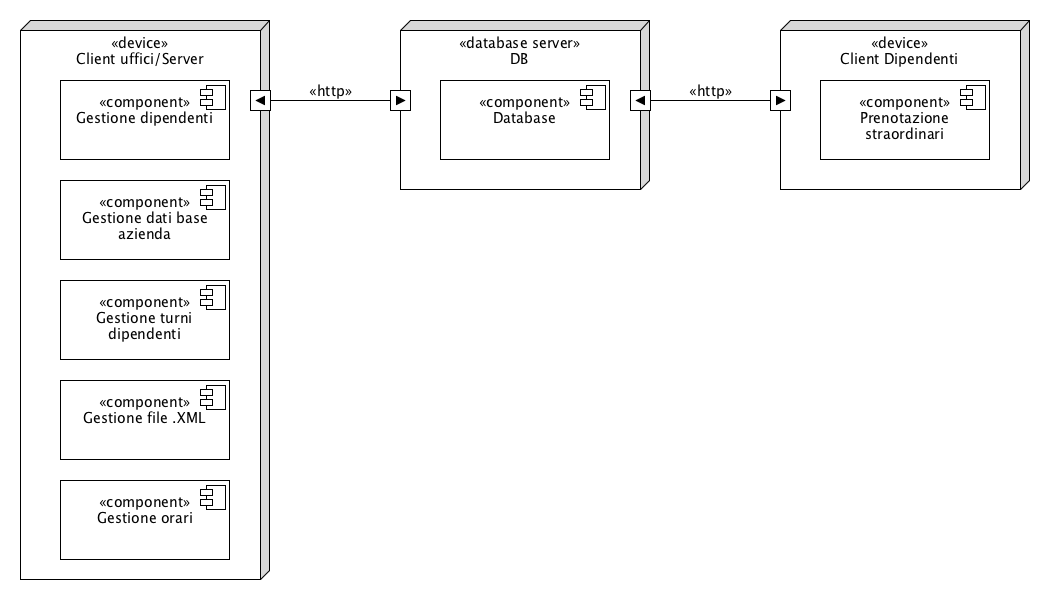 «device»
Client uffici/Server
«component»
Gestione dipendenti
«component»
Gestione dati base
azienda
«component»
Gestione turni
dipendenti
«component»
Gestione file .XML
«component»
Gestione orari
«http»
«database server»
DB
«component»
Database
«http»
«device»
Client Dipendenti
«component»
Prenotazione
straordinari